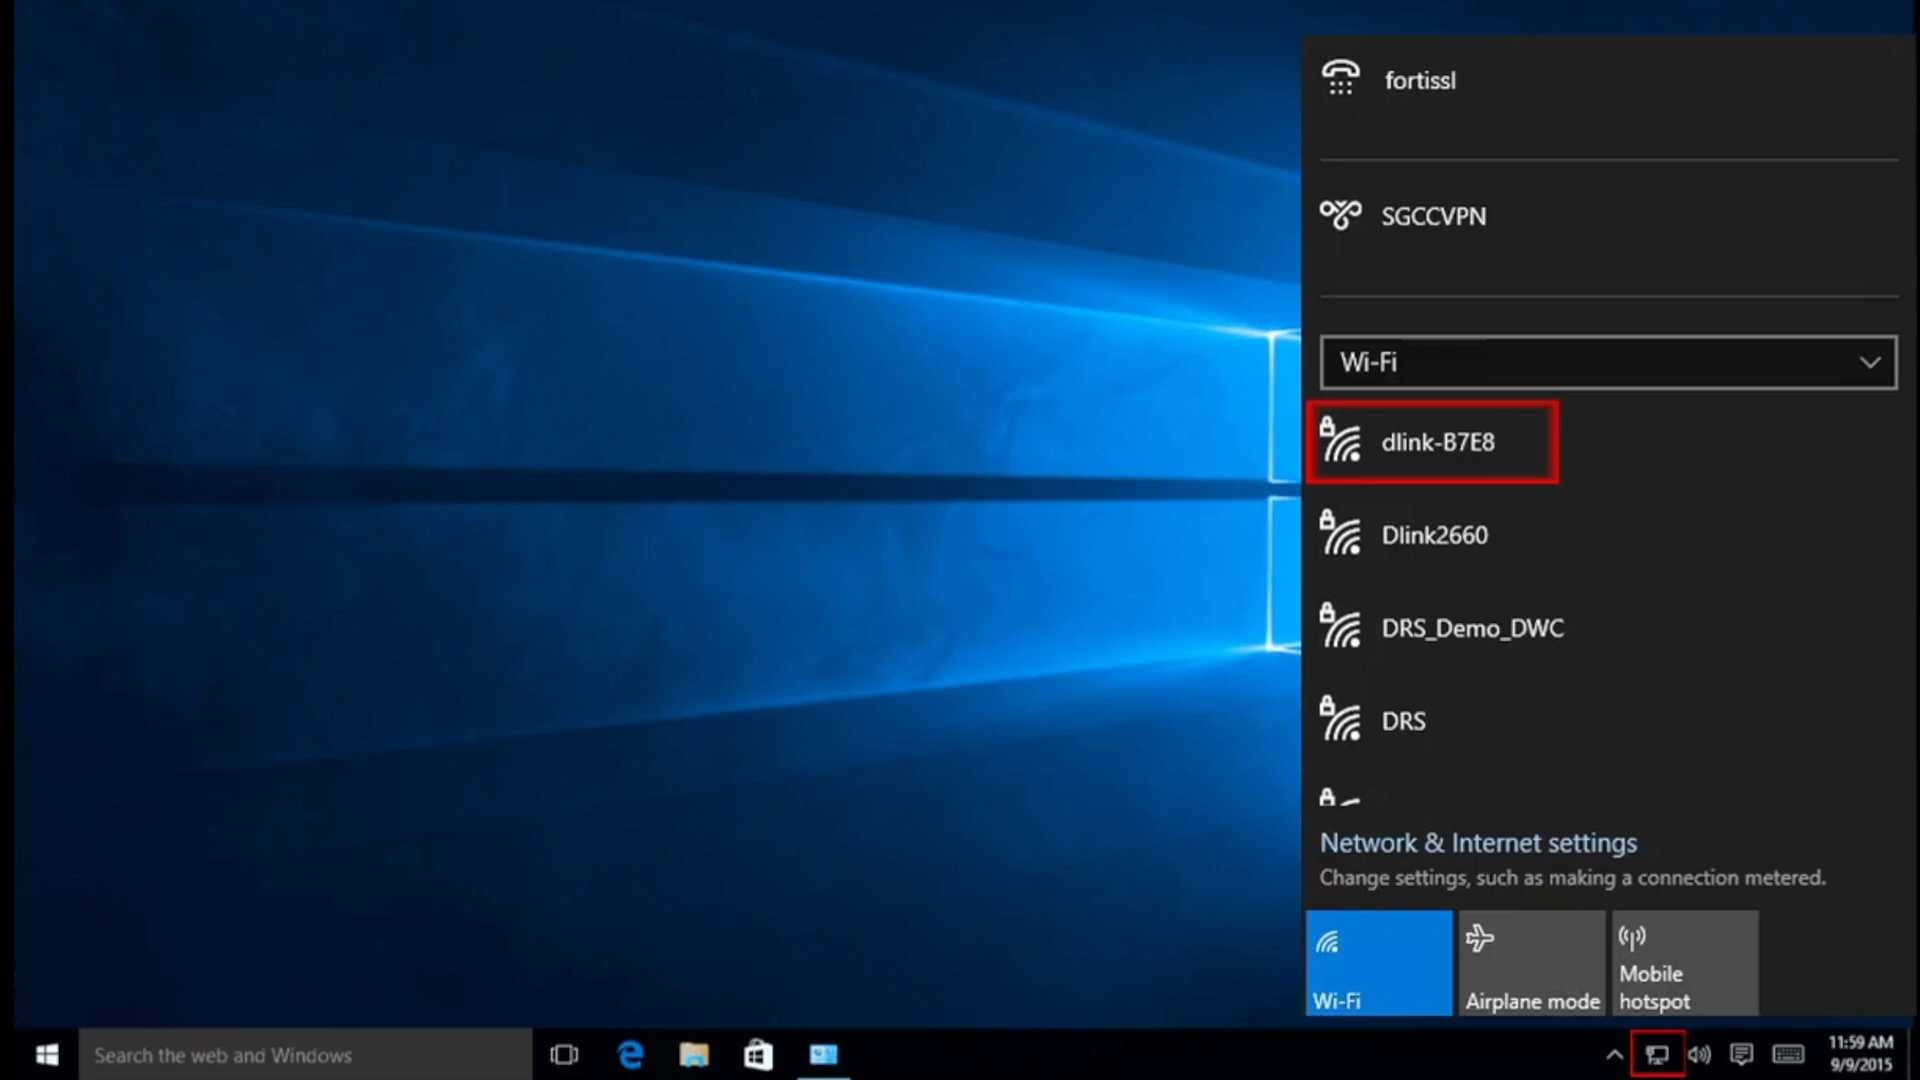 fortissl
SGCCVPN
Wi-Fi
dlink-B7E8
Dlink2660
DRS_Demo_DWC
DRS
Network & Internet settings
Change settings, such as making a connection metered.
Wi-Fi
Airplane mode
Mobile
hotspot
Search the web and Windows
11:59 AM
9/9/2015